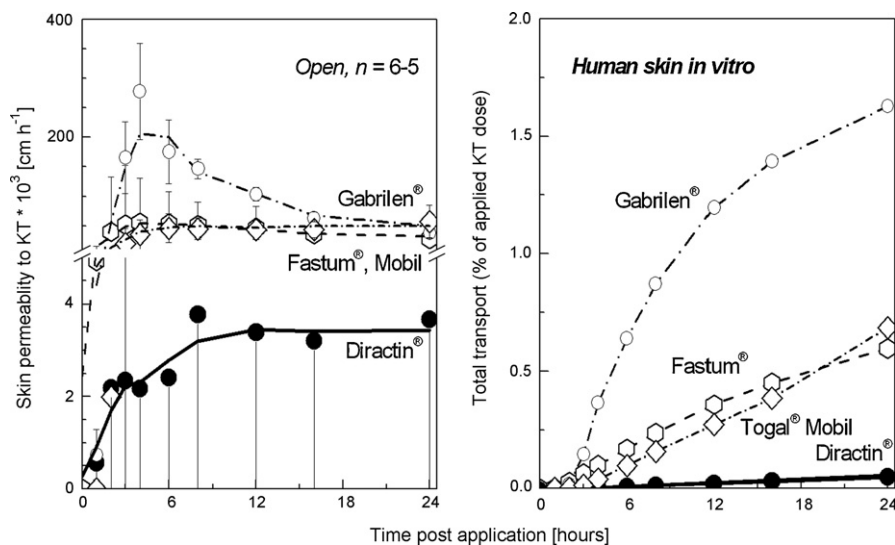 400
200
4
2
0
Skin permeablity to KT * 10³ [cm h⁻¹]
Open, n = 6-5
Gabrilen®
Fastum®, Mobil
Diractin®
0 6 12 18 24
2.0
1.5
1.0
0.5
0.0
Total transport (% of applied KT dose)
Human skin in vitro
Gabrilen®
Fastum®
Togal® Mobil
Diractin®
0 6 12 18 24
Time post application [hours]